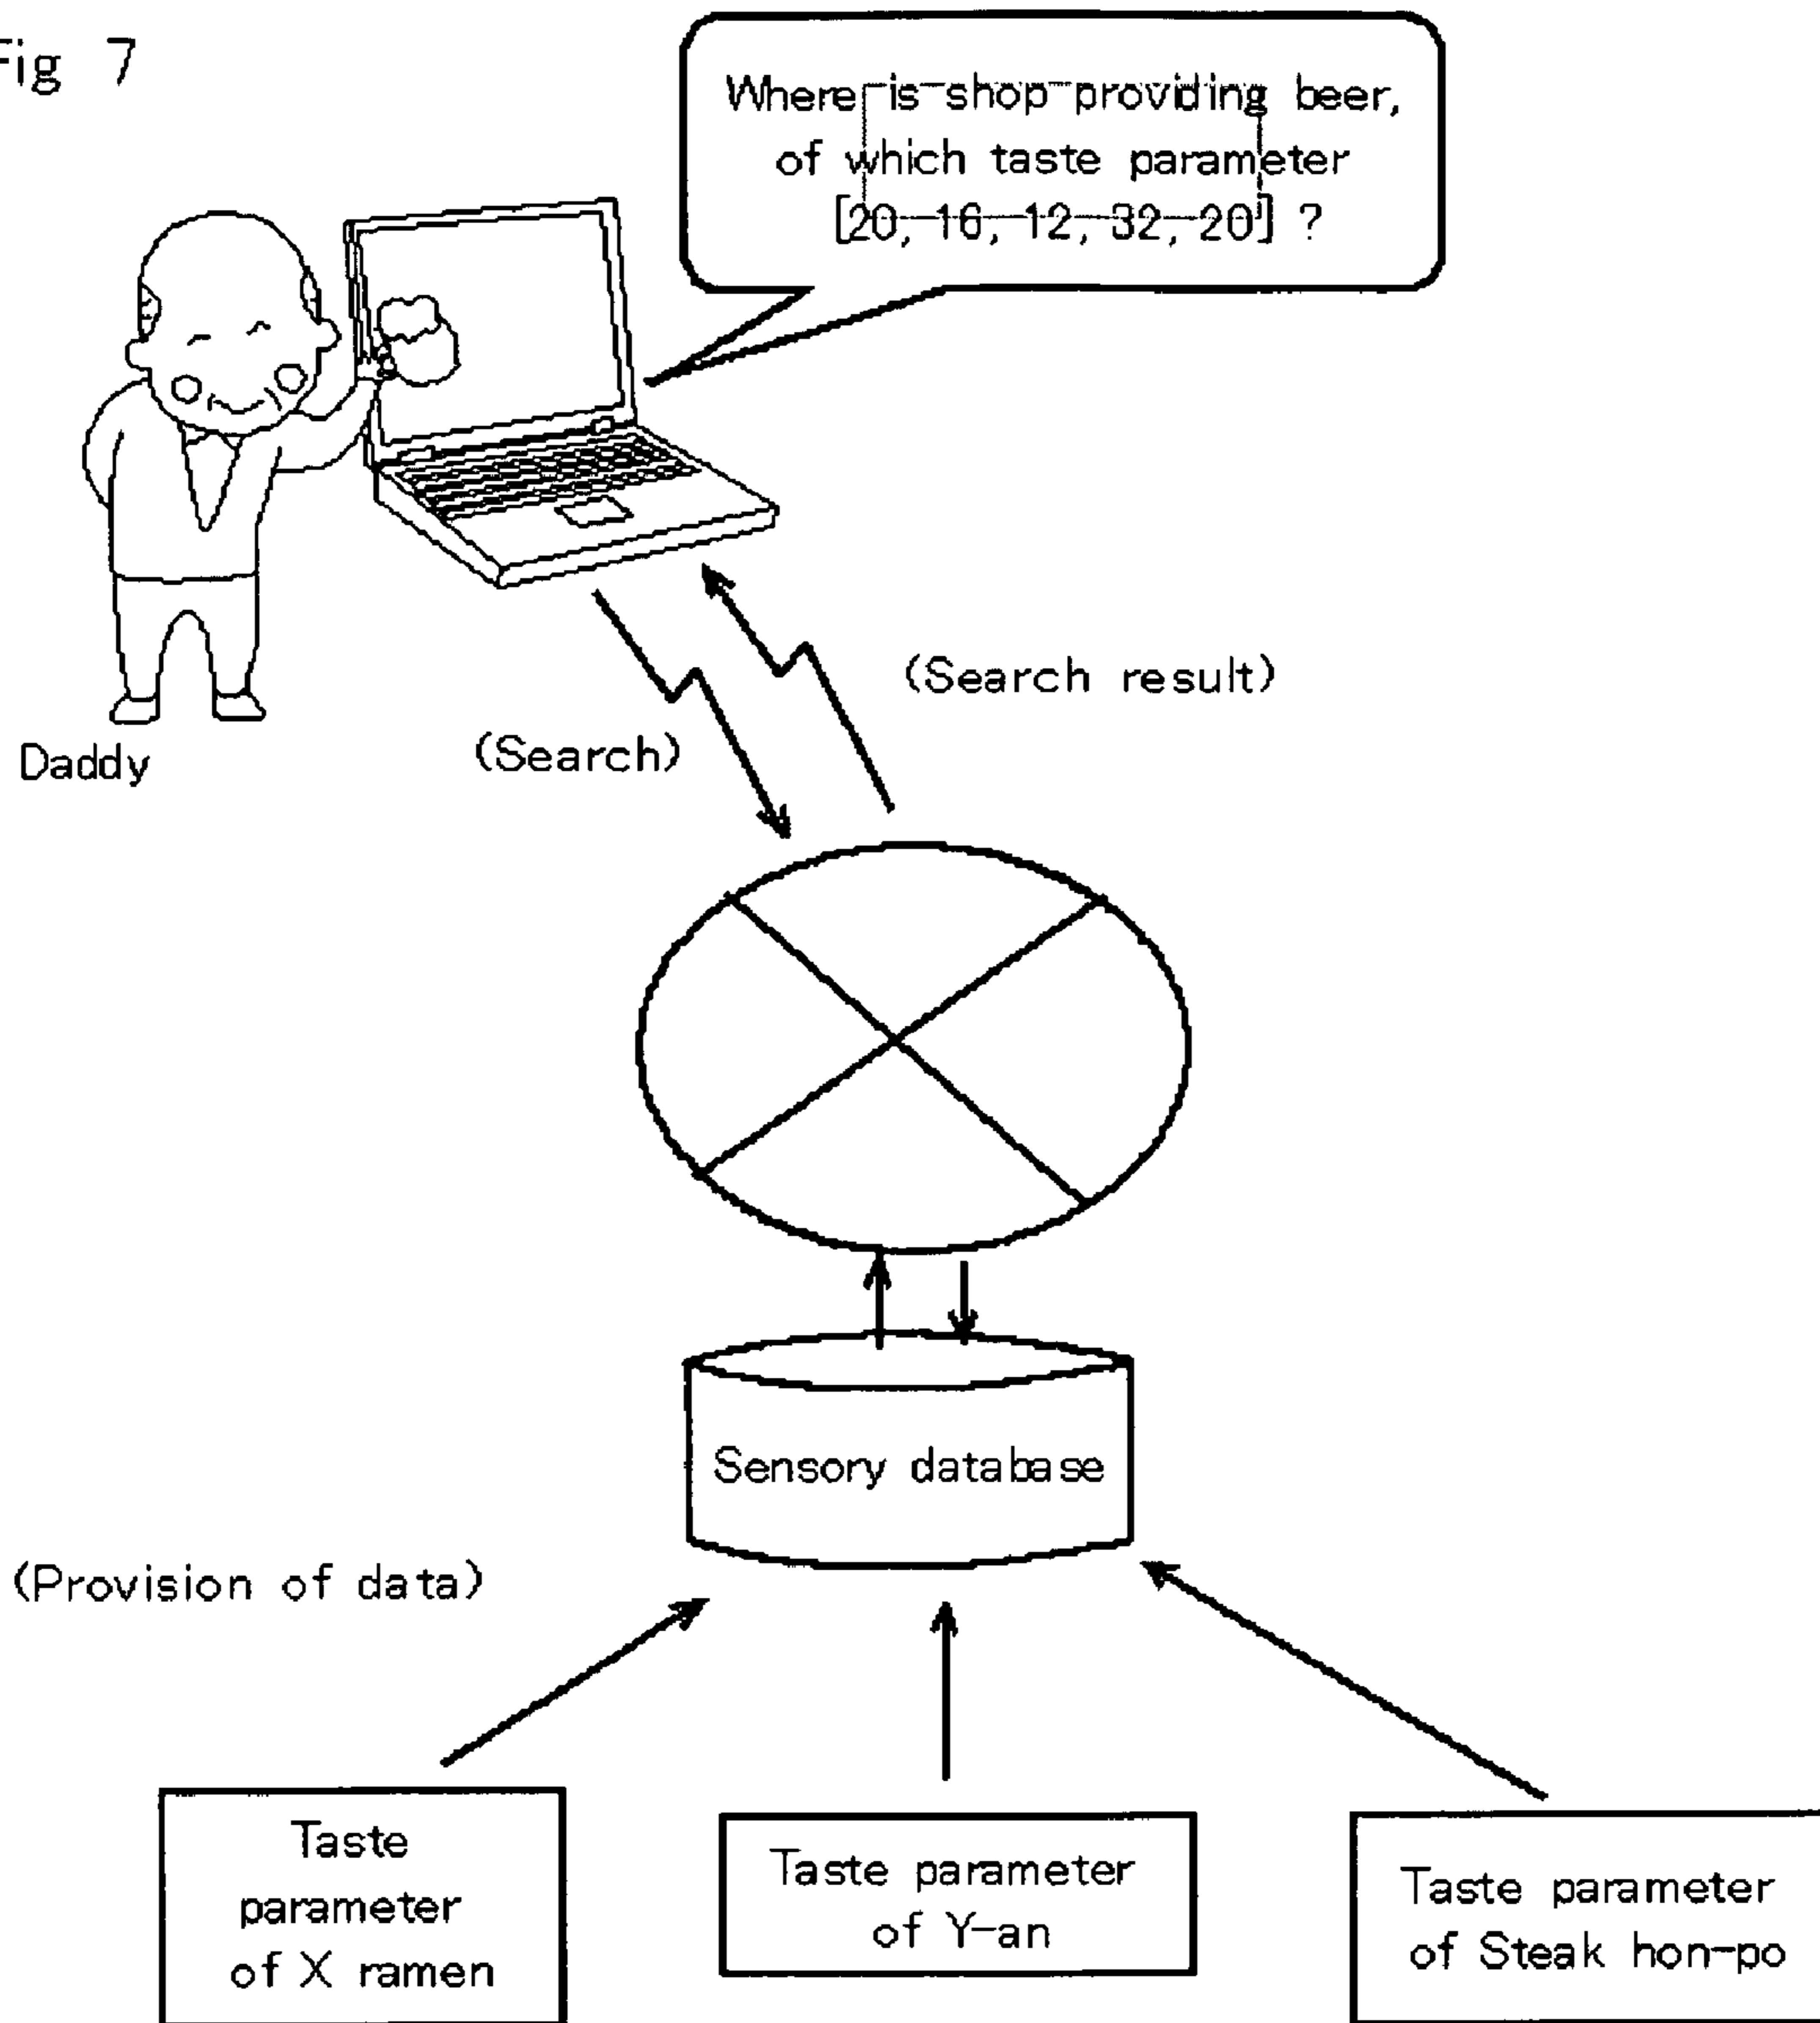 Fig 7
Where is shop providing beer,
of which taste parameter
[20, 16, 12, 32, 20] ?
(Search result)
(Search)
Daddy
Sensory database
(Provision of data)
Taste
parameter
of X ramen
Taste parameter
of Y-an
Taste parameter
of Steak hon-po